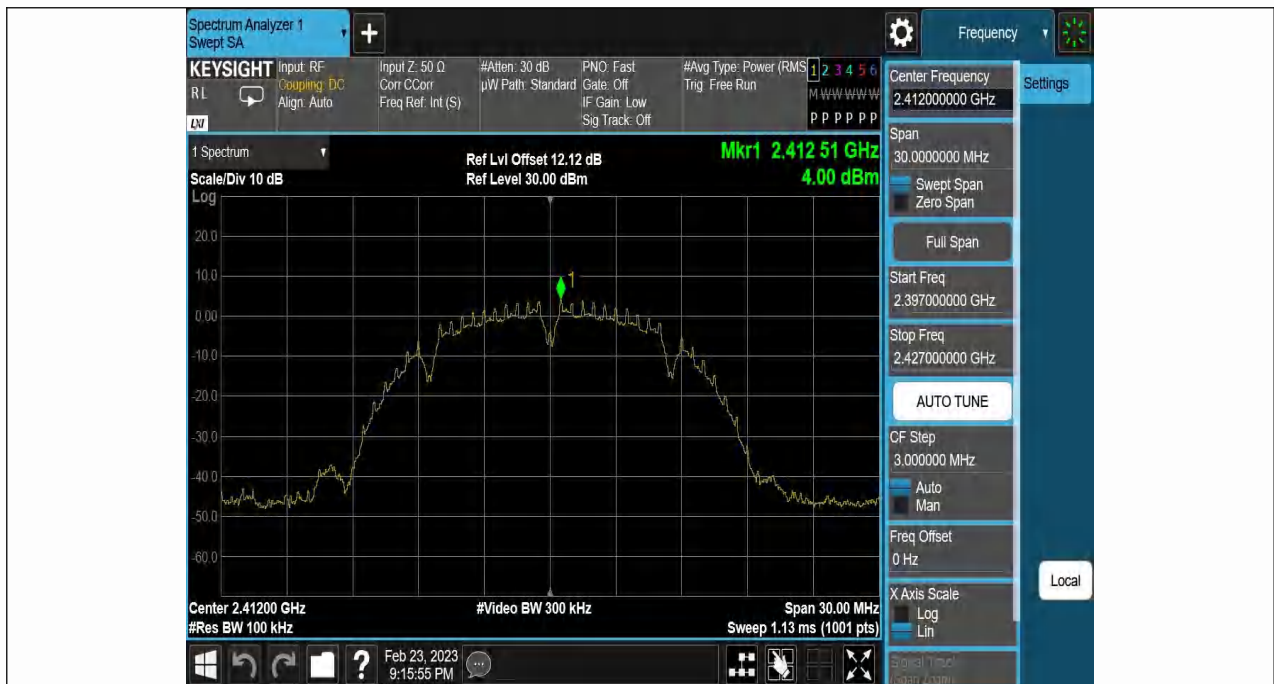 Spectrum Analyzer 1
Swept SA
+
Frequency
KEYSIGHT
RL
LXI
Input: RF
Coupling: DC
Align: Auto
Input Z: 50 Ω
Corr CCorr
Freq Ref: Int (S)
#Atten: 30 dB
µW Path: Standard
PNO: Fast
Gate: Off
IF Gain: Low
Sig Track: Off
#Avg Type: Power (RMS
Trig: Free Run
1 2 3 4 5 6
M W W W W W
P P P P P P
1 Spectrum
Scale/Div 10 dB
Ref Lvl Offset 12.12 dB
Ref Level 30.00 dBm
Mkr1 2.412 51 GHz
4.00 dBm
Log
20.0
10.0
0.00
-10.0
-20.0
-30.0
-40.0
-50.0
-60.0
1
Center 2.41200 GHz
#Res BW 100 kHz
#Video BW 300 kHz
Span 30.00 MHz
Sweep 1.13 ms (1001 pts)
Center Frequency
2.412000000 GHz
Settings
Span
30.0000000 MHz
Swept Span
Zero Span
Full Span
Start Freq
2.397000000 GHz
Stop Freq
2.427000000 GHz
AUTO TUNE
CF Step
3.000000 MHz
Auto
Man
Freq Offset
0 Hz
X Axis Scale
Log
Lin
Signal Track
(Span Zoom)
Local
?
Feb 23, 2023
9:15:55 PM